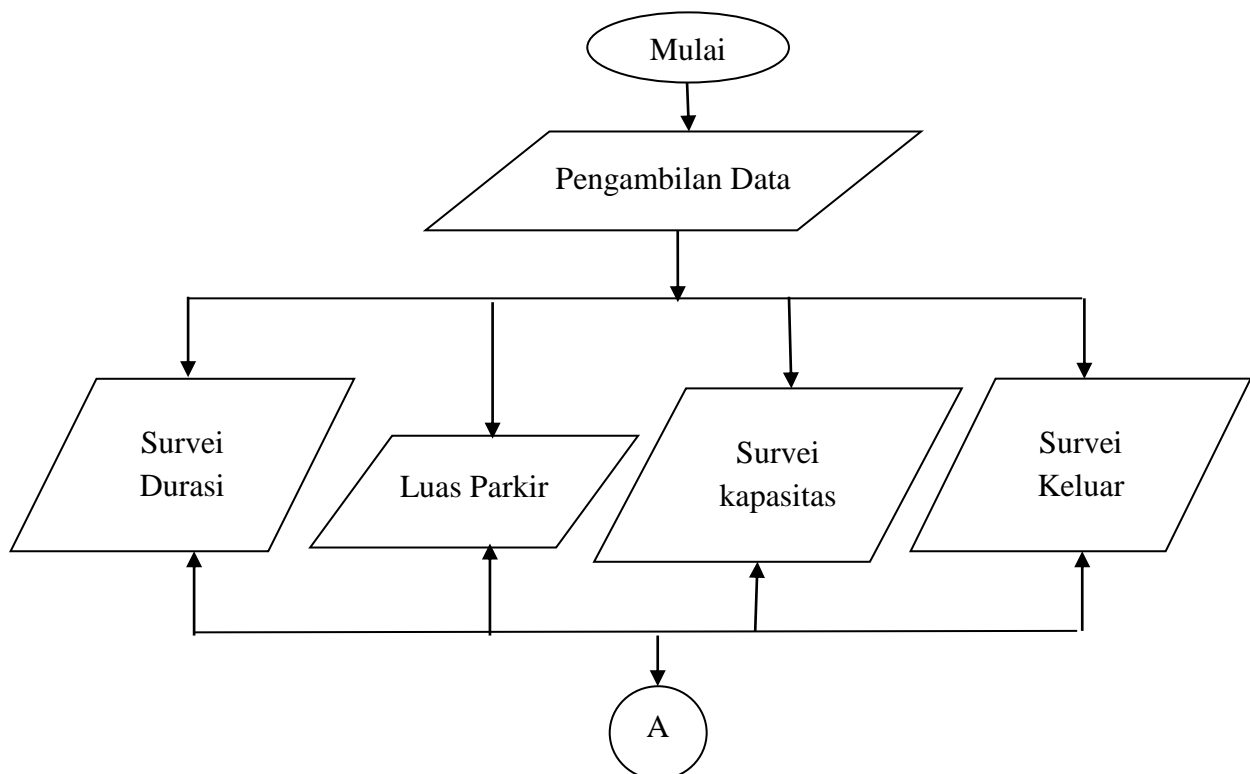 Mulai
Pengambilan Data
Survei
Durasi
Luas Parkir
Survei
kapasitas
Survei
Keluar
A